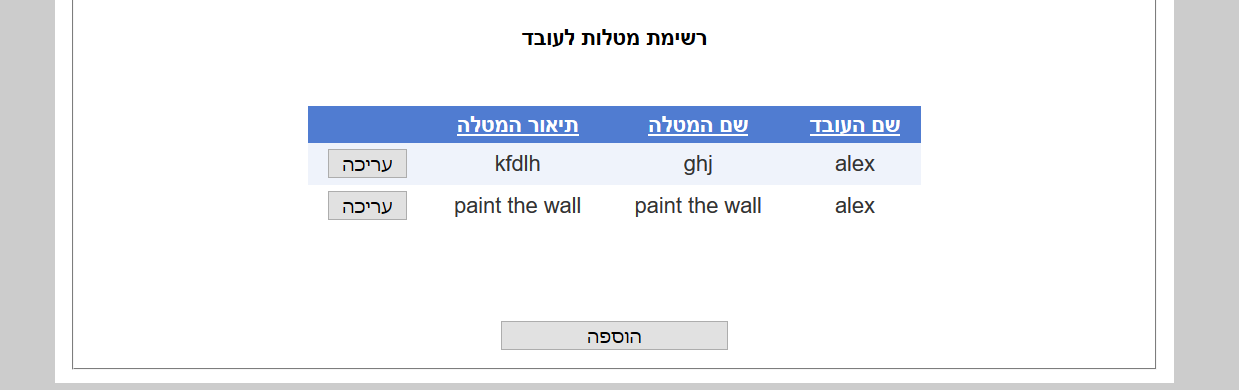 רשימת מטלות לעובד
שם העובד שם המטלה תיאור המטלה
alex ghj kfdlh עריכה
alex paint the wall paint the wall עריכה
הוספה